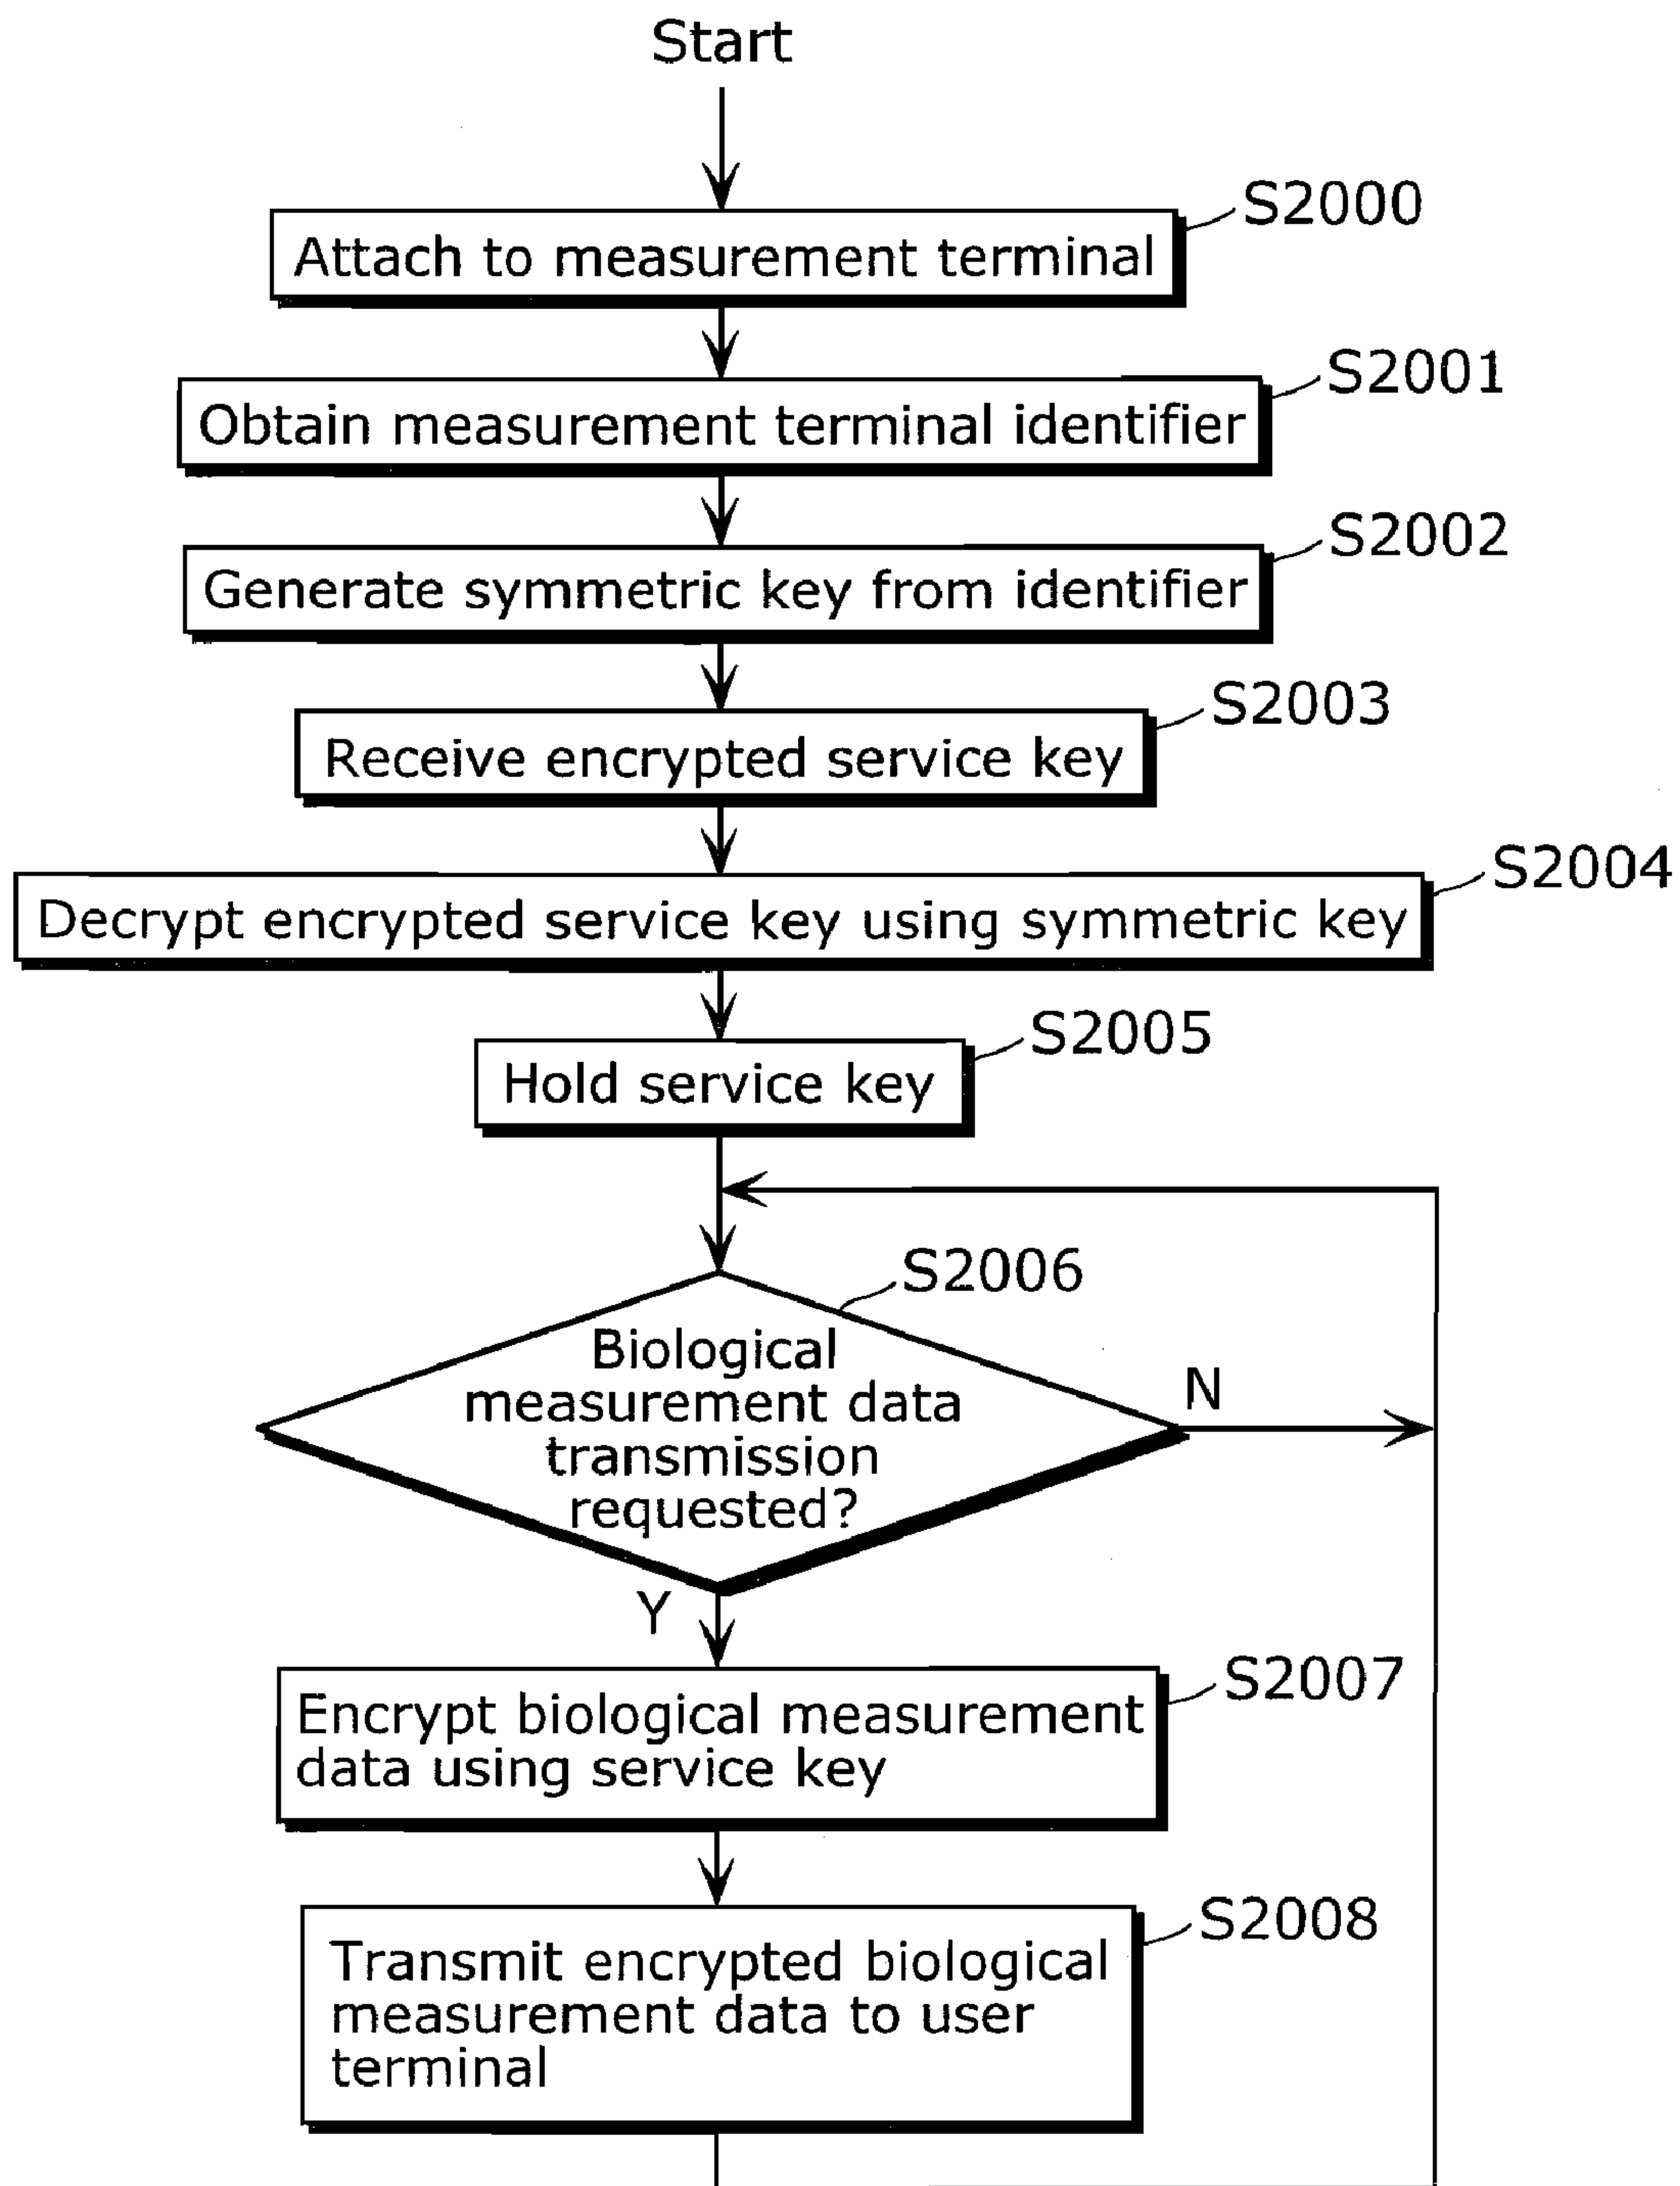 Start
S2000
Attach to measurement terminal
S2001
Obtain measurement terminal identifier
S2002
Generate symmetric key from identifier
S2003
Receive encrypted service key
S2004
Decrypt encrypted service key using symmetric key
S2005
Hold service key
S2006
Biological
measurement data
transmission
requested?
N
Y
S2007
Encrypt biological measurement
data using service key
S2008
Transmit encrypted biological
measurement data to user
terminal